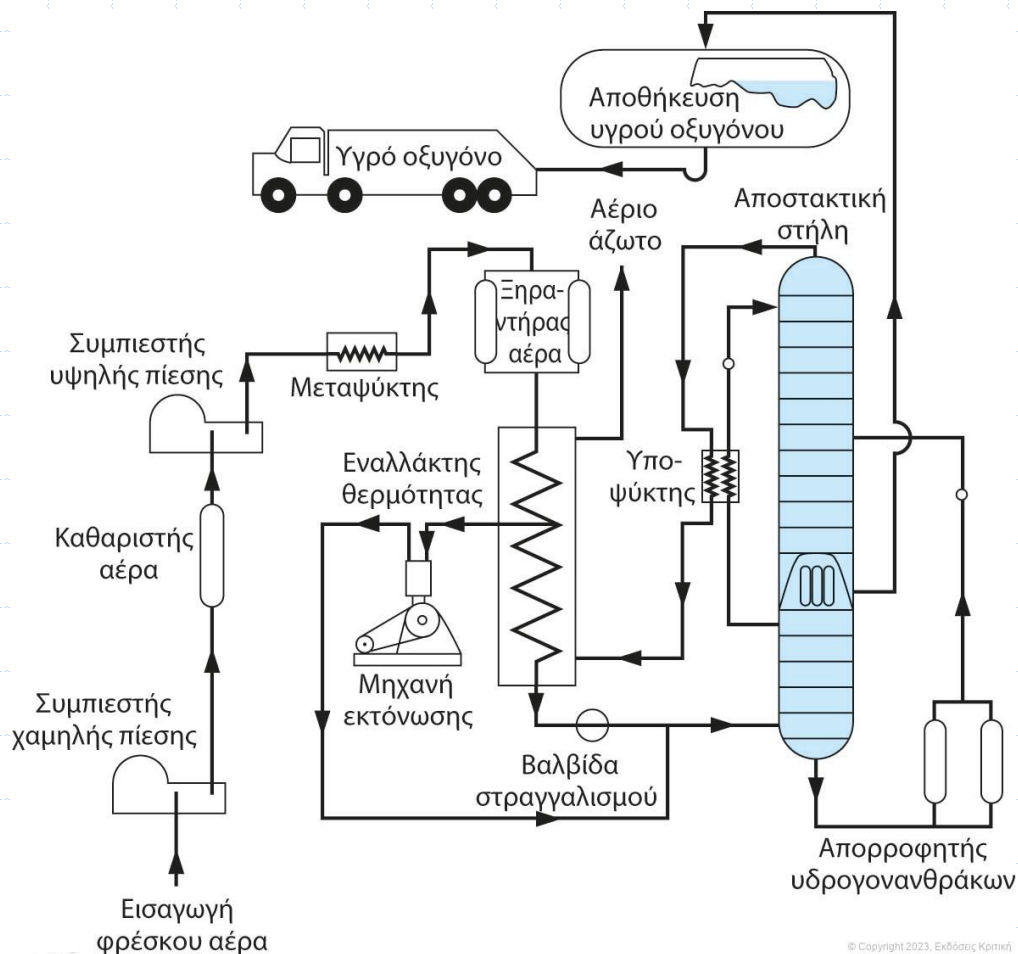 Αποθήκευση
υγρού οξυγόνου
Υγρό οξυγόνο
Αέριο
άζωτο
Αποστακτική
στήλη
Ξηρα-
ντήρας
αέρα
Συμπιεστής
υψηλής πίεσης
Μεταψύκτης
Εναλλάκτης
θερμότητας
Υπο-
ψύκτης
Καθαριστής
αέρα
Μηχανή
εκτόνωσης
Συμπιεστής
χαμηλής πίεσης
Βαλβίδα
στραγγαλισμού
Απορροφητής
υδρογονανθράκων
Εισαγωγή
φρέσκου αέρα
© Copyright 2023, Εκδόσεις Κριτική